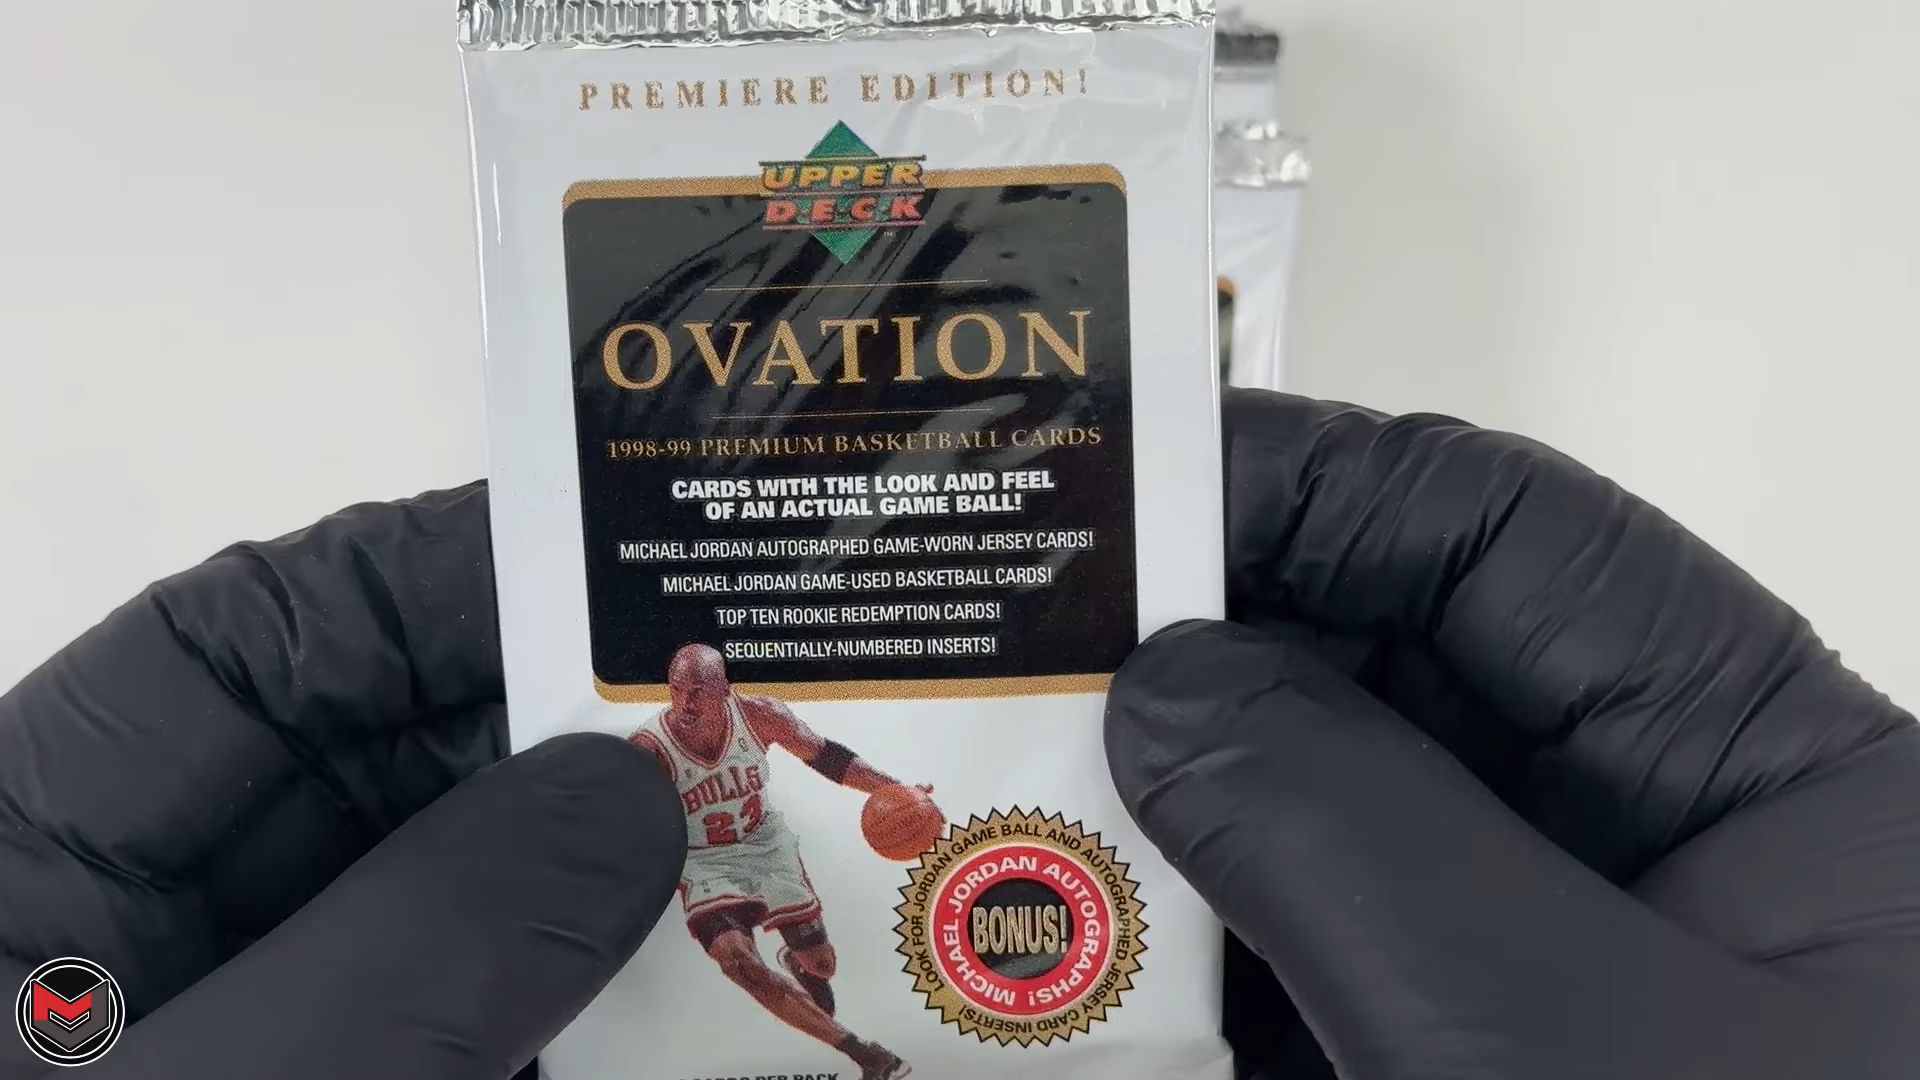 PREMIERE EDITION!
UPPER
D·E·C·K
OVATION
1998-99 PREMIUM BASKETBALL CARDS
CARDS WITH THE LOOK AND FEEL
OF AN ACTUAL GAME BALL!
MICHAEL JORDAN AUTOGRAPHED GAME-WORN JERSEY CARDS!
MICHAEL JORDAN GAME-USED BASKETBALL CARDS!
TOP TEN ROOKIE REDEMPTION CARDS!
SEQUENTIALLY-NUMBERED INSERTS!
BULLS
23
LOOK FOR JORDAN GAME BALL AND AUTOGRAPHED JERSEY CARD INSERTS!
MICHAEL JORDAN AUTOGRAPHS!
BONUS!
CARDS PER PACK